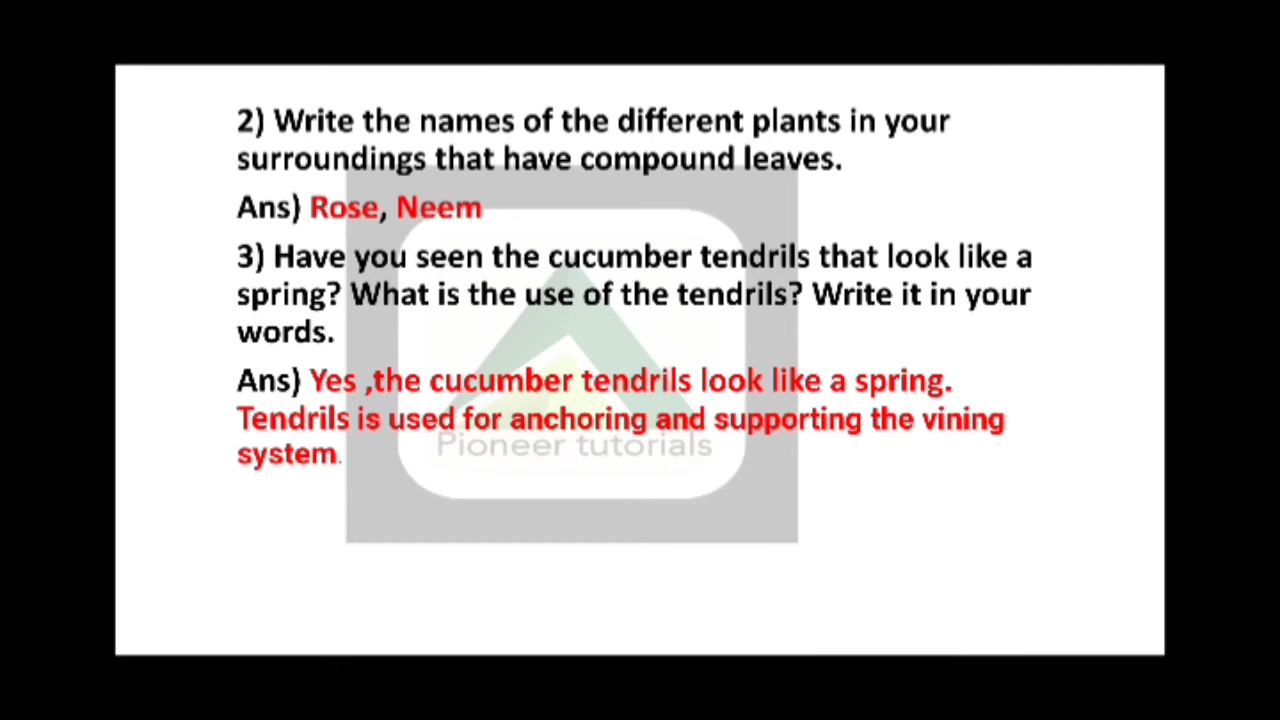 2) Write the names of the different plants in your
surroundings that have compound leaves.
Ans) Rose, Neem
3) Have you seen the cucumber tendrils that look like a
spring? What is the use of the tendrils? Write it in your
words.
Ans) Yes ,the cucumber tendrils look like a spring.
Tendrils is used for anchoring and supporting the vining
Pioneer tutorials
system.